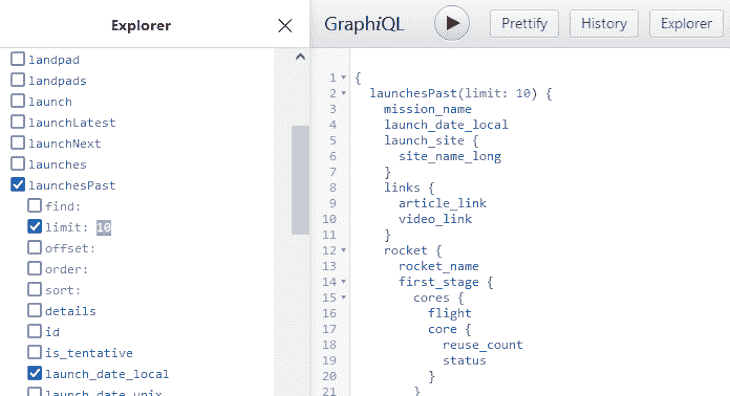 Explorer
landpad
landpads
launch
launchLatest
launchNext
launches
launchesPast
find:
limit: 10
offset:
order:
sort:
details
id
is_tentative
launch_date_local
launch_date_unix
GraphiQL
Prettify
History
Explorer
1 {
2 launchesPast(limit: 10) {
3 mission_name
4 launch_date_local
5 launch_site {
6 site_name_long
7 }
8 links {
9 article_link
10 video_link
11 }
12 rocket {
13 rocket_name
14 first_stage {
15 cores {
16 flight
17 core {
18 reuse_count
19 status
20 }
21 }